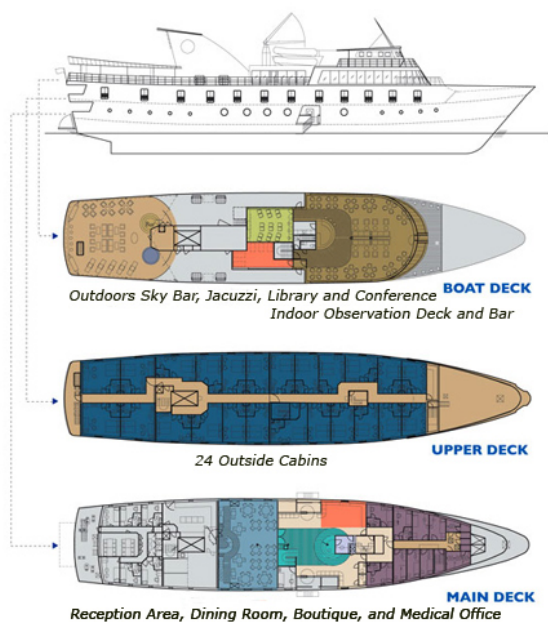 BOAT DECK
Outdoors Sky Bar, Jacuzzi, Library and Conference
Indoor Observation Deck and Bar
UPPER DECK
24 Outside Cabins
MAIN DECK
Reception Area, Dining Room, Boutique, and Medical Office